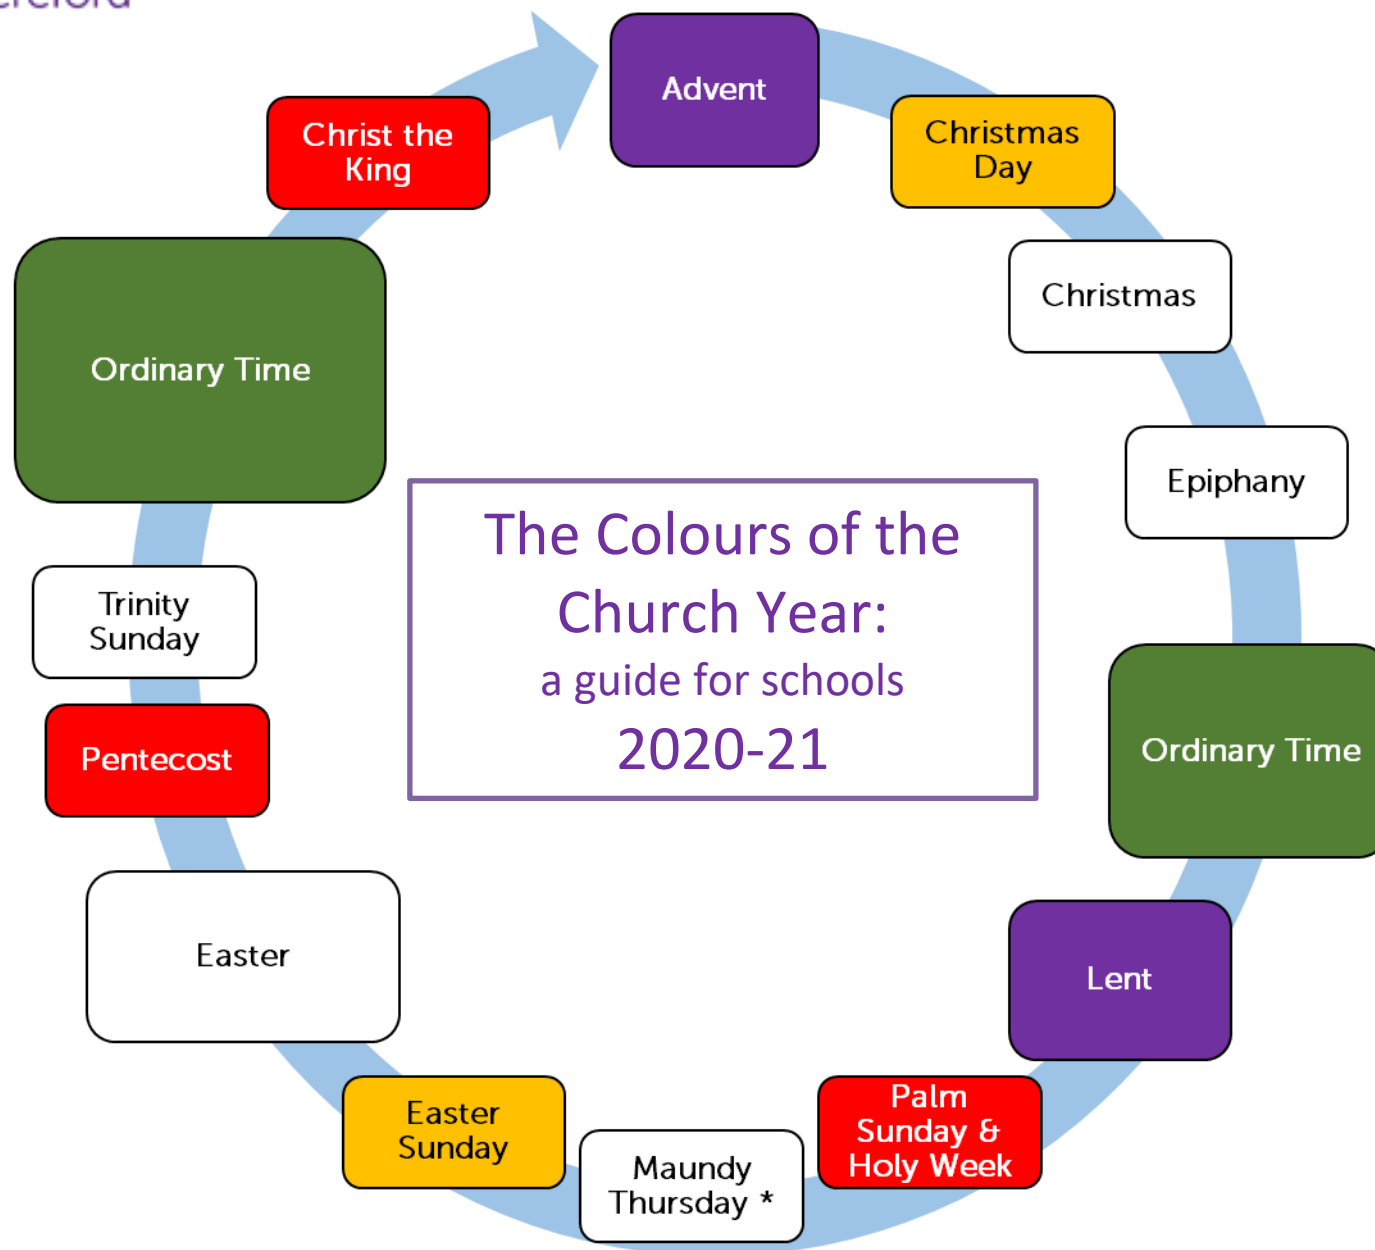 Advent
Christmas
Day
Christmas
Epiphany
Ordinary Time
Lent
Palm
Sunday &
Holy Week
Maundy
Thursday *
Easter
Sunday
Easter
Pentecost
Trinity
Sunday
Ordinary Time
Christ the
King
The Colours of the
Church Year:
a guide for schools
2020-21